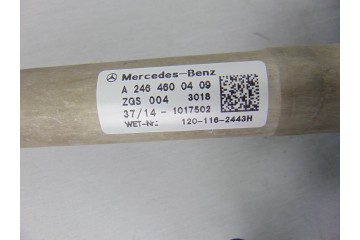 Mercedes-Benz
A 246 460 04 09
ZGS 004 3018
37/14 - 1017502
WET-Nr.: 120-116-2443H